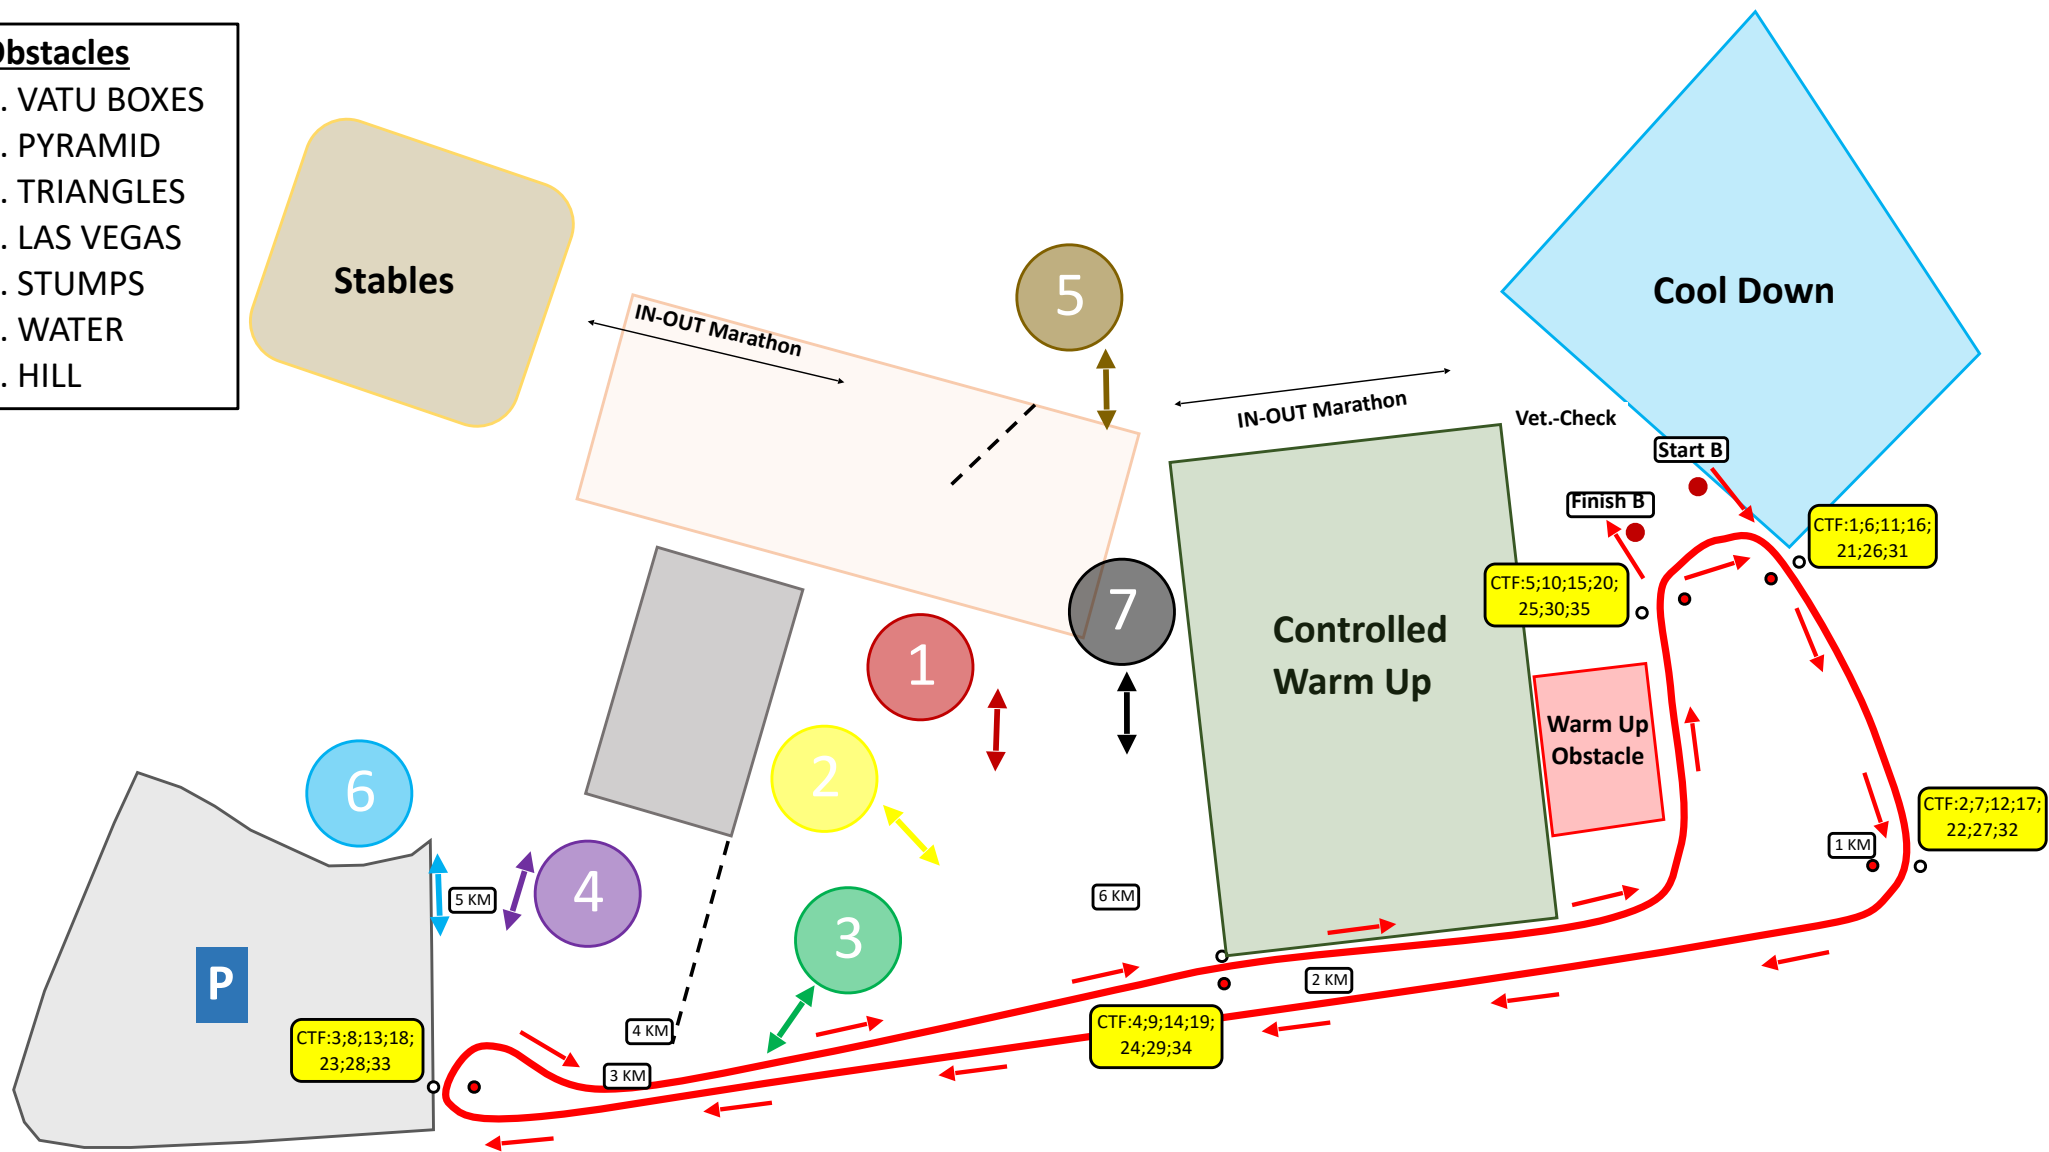 Obstacles
. VATU BOXES
. PYRAMID
. TRIANGLES
. LAS VEGAS
. STUMPS
. WATER
. HILL
Stables
IN-OUT Marathon
5
Cool Down
IN-OUT Marathon
Vet.-Check
Start B
Finish B
CTF:1;6;11;16;
21;26;31
CTF:5;10;15;20;
25;30;35
7
1
Controlled
Warm Up
Warm Up
Obstacle
2
6
CTF:2;7;12;17;
22;27;32
1 KM
4
5 KM
6 KM
3
P
2 KM
4 KM
CTF:4;9;14;19;
24;29;34
CTF:3;8;13;18;
23;28;33
3 KM